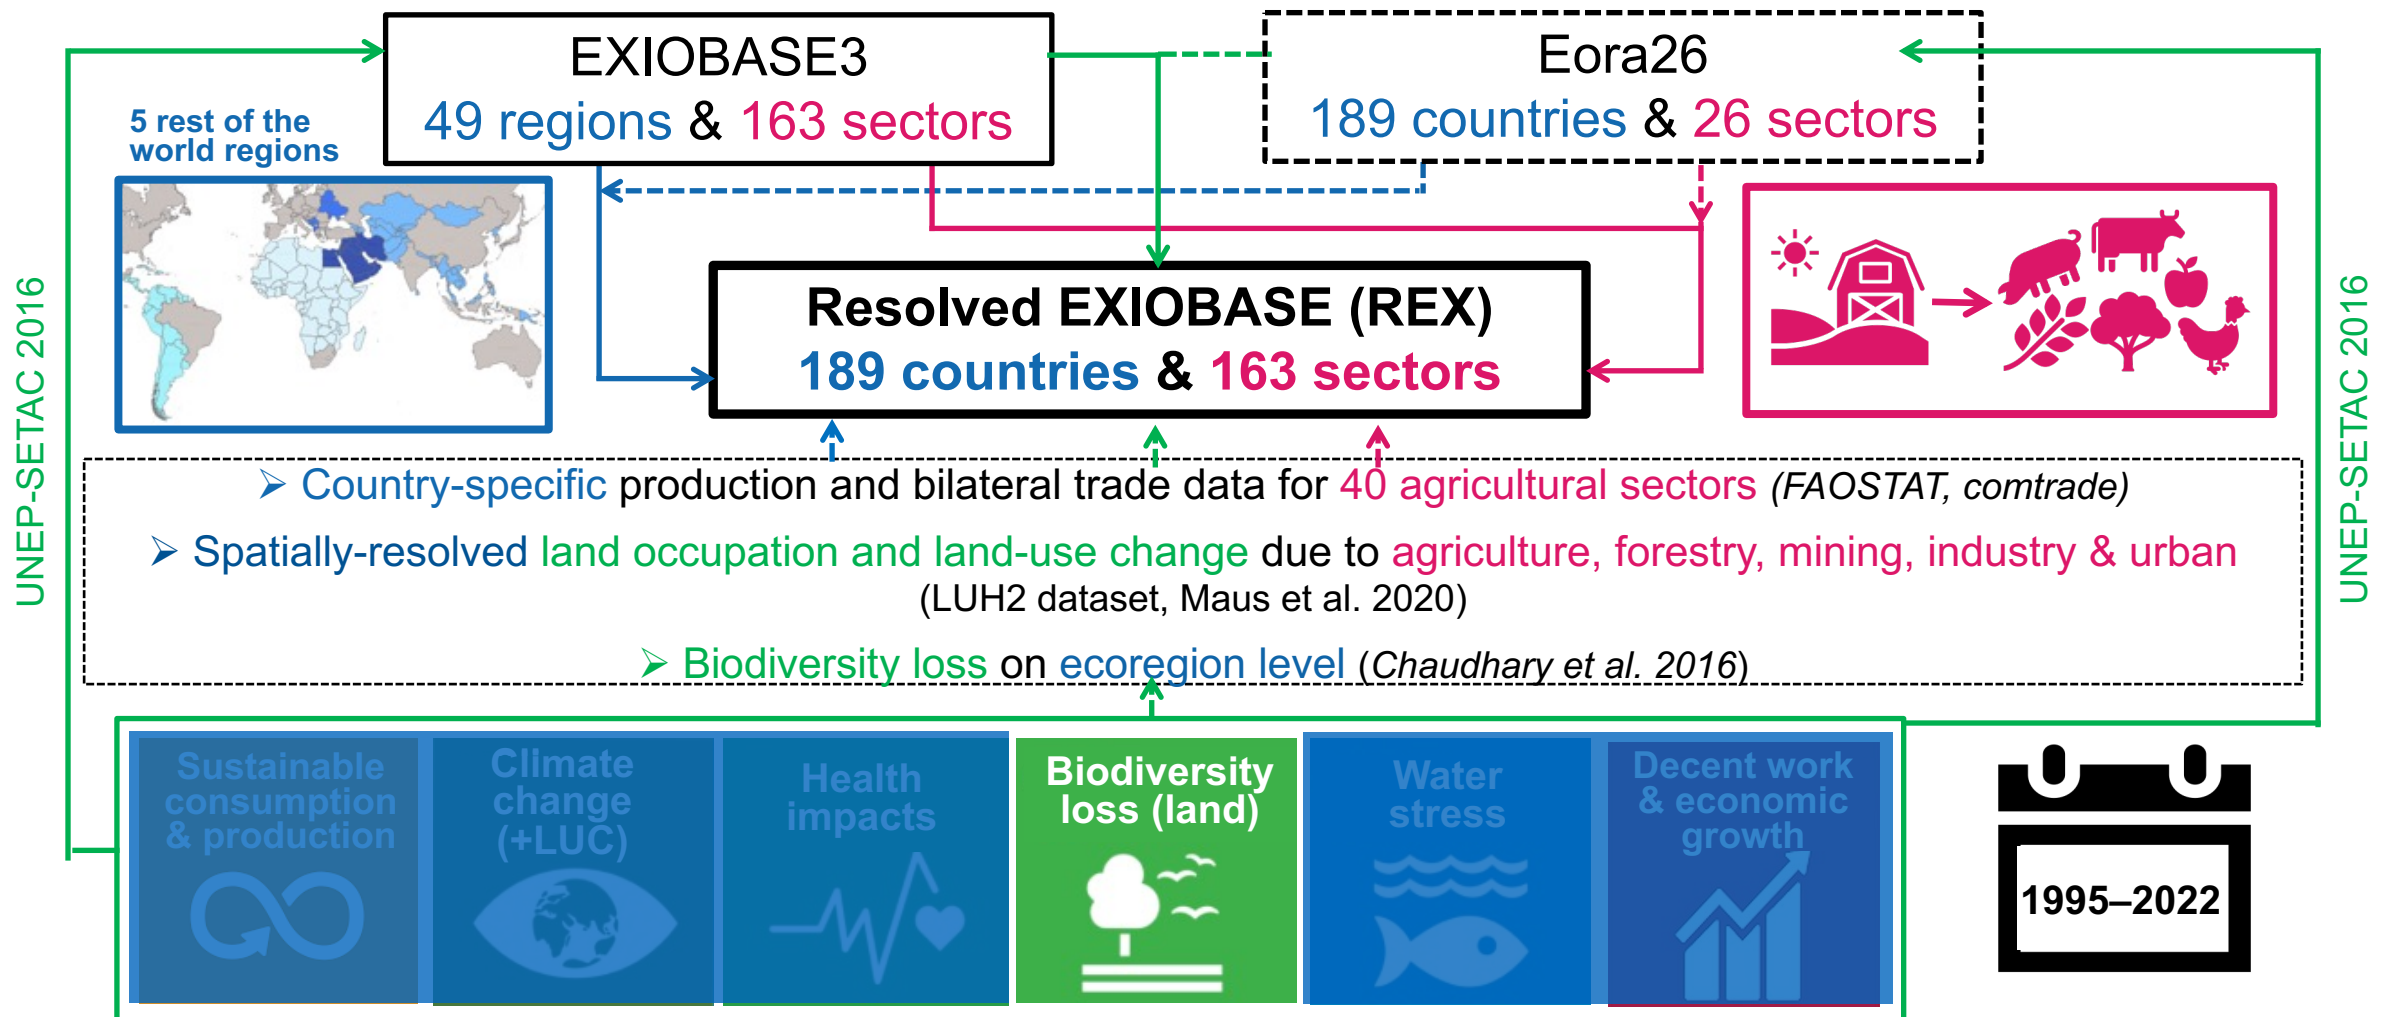 EXIOBASE3
49 regions & 163 sectors
Eora26
189 countries & 26 sectors
5 rest of the
world regions
UNEP-SETAC 2016
Resolved EXIOBASE (REX)
189 countries & 163 sectors
UNEP-SETAC 2016
➢ Country-specific production and bilateral trade data for 40 agricultural sectors (FAOSTAT, comtrade)
➢ Spatially-resolved land occupation and land-use change due to agriculture, forestry, mining, industry & urban
(LUH2 dataset, Maus et al. 2020)
➢ Biodiversity loss on ecoregion level (Chaudhary et al. 2016)
Sustainable
consumption
& production
Climate
change
(+LUC)
Health
impacts
Biodiversity
loss (land)
Water
stress
Decent work
& economic
growth
1995–2022